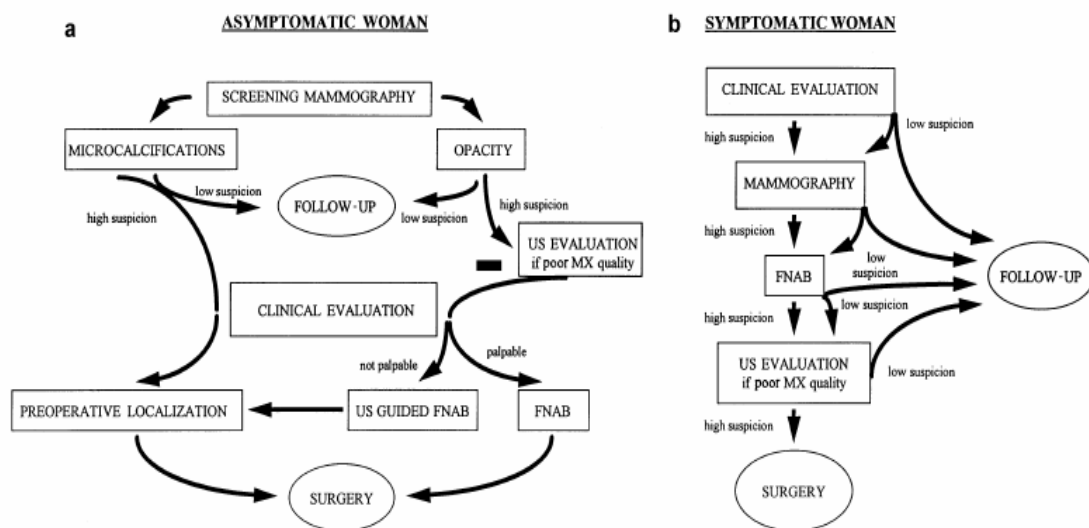 a
ASYMPTOMATIC WOMAN
SCREENING MAMMOGRAPHY
MICROCALCIFICATIONS
OPACITY
low suspicion
FOLLOW-UP
high suspicion
low suspicion
high suspicion
US EVALUATION
if poor MX quality
CLINICAL EVALUATION
not palpable
palpable
PREOPERATIVE LOCALIZATION
US GUIDED FNAB
FNAB
SURGERY
b
SYMPTOMATIC WOMAN
CLINICAL EVALUATION
high suspicion
low suspicion
MAMMOGRAPHY
high suspicion
low
suspicion
FNAB
FOLLOW-UP
low suspicion
high suspicion
US EVALUATION
if poor MX quality
low suspicion
high suspicion
SURGERY